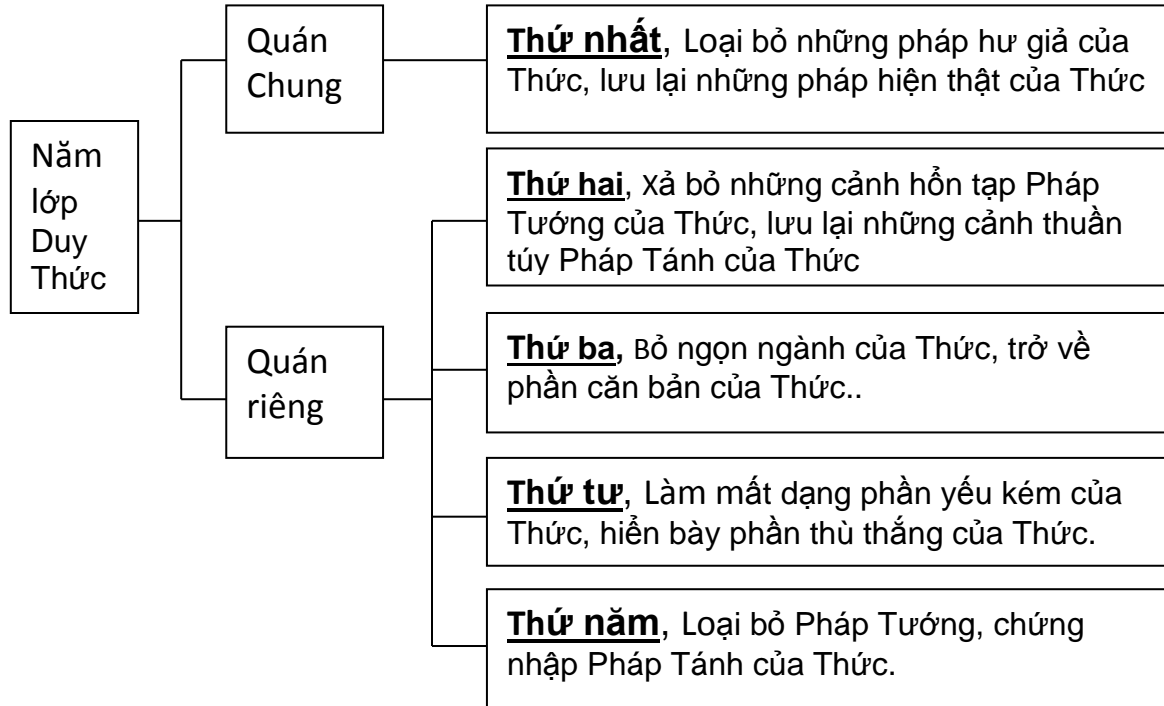 Năm
lớp
Duy
Thức
Quán
Chung
Thứ nhất, Loại bỏ những pháp hư giả của
Thức, lưu lại những pháp hiện thật của Thức
Quán
riêng
Thứ hai, xả bỏ những cảnh hổn tạp Pháp
Tướng của Thức, lưu lại những cảnh thuần
túy Pháp Tánh của Thức
Thứ ba, Bỏ ngọn ngành của Thức, trở về
phần căn bản của Thức..
Thứ tư, Làm mất dạng phần yếu kém của
Thức, hiển bày phần thù thắng của Thức.
Thứ năm, Loại bỏ Pháp Tướng, chứng
nhập Pháp Tánh của Thức.